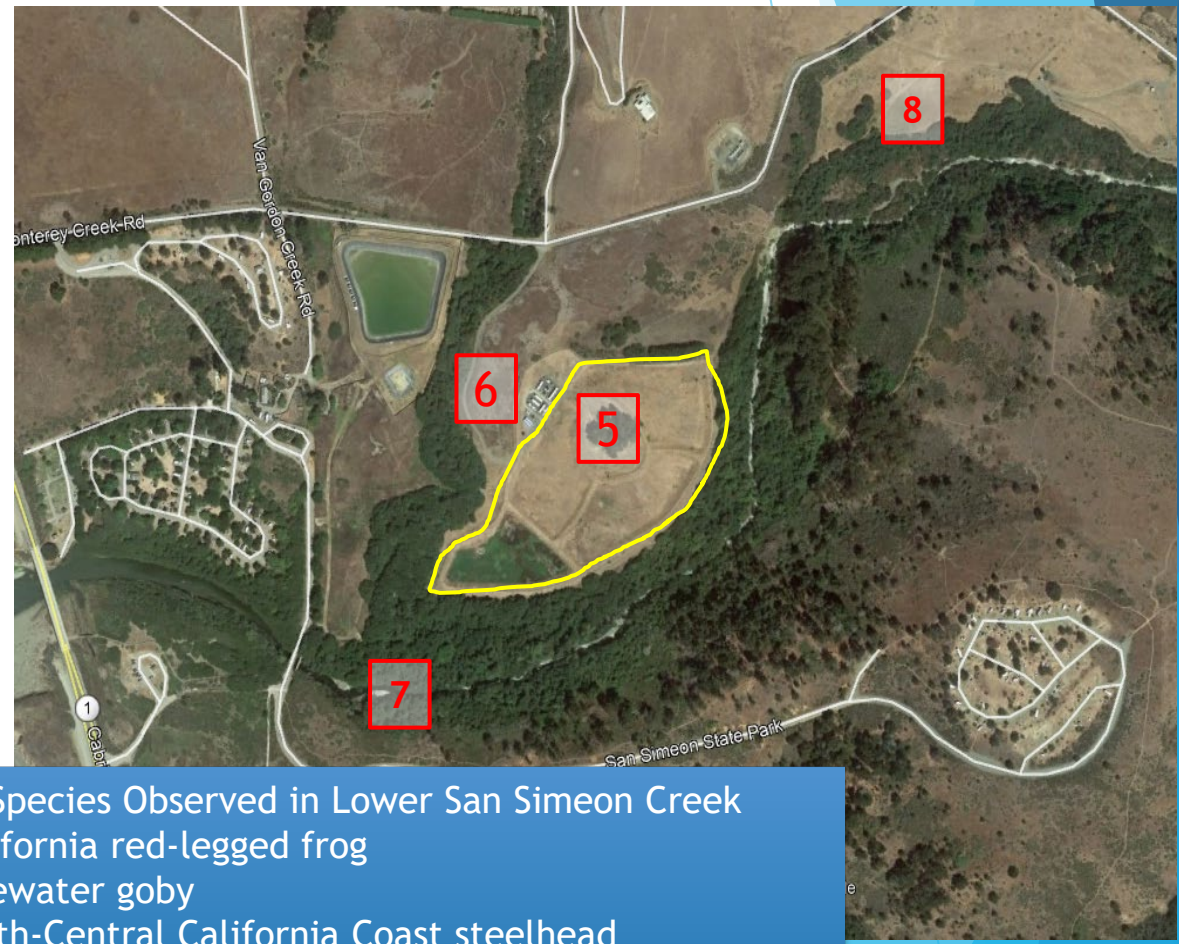 8
Van Gordon Creek Rd
onterey Creek Rd
6
5
7
1
Cabr
San Simeon State Park
e
Species Observed in Lower San Simeon Creek
ifornia red-legged frog
ewater goby
th-Central California Coast steelhead